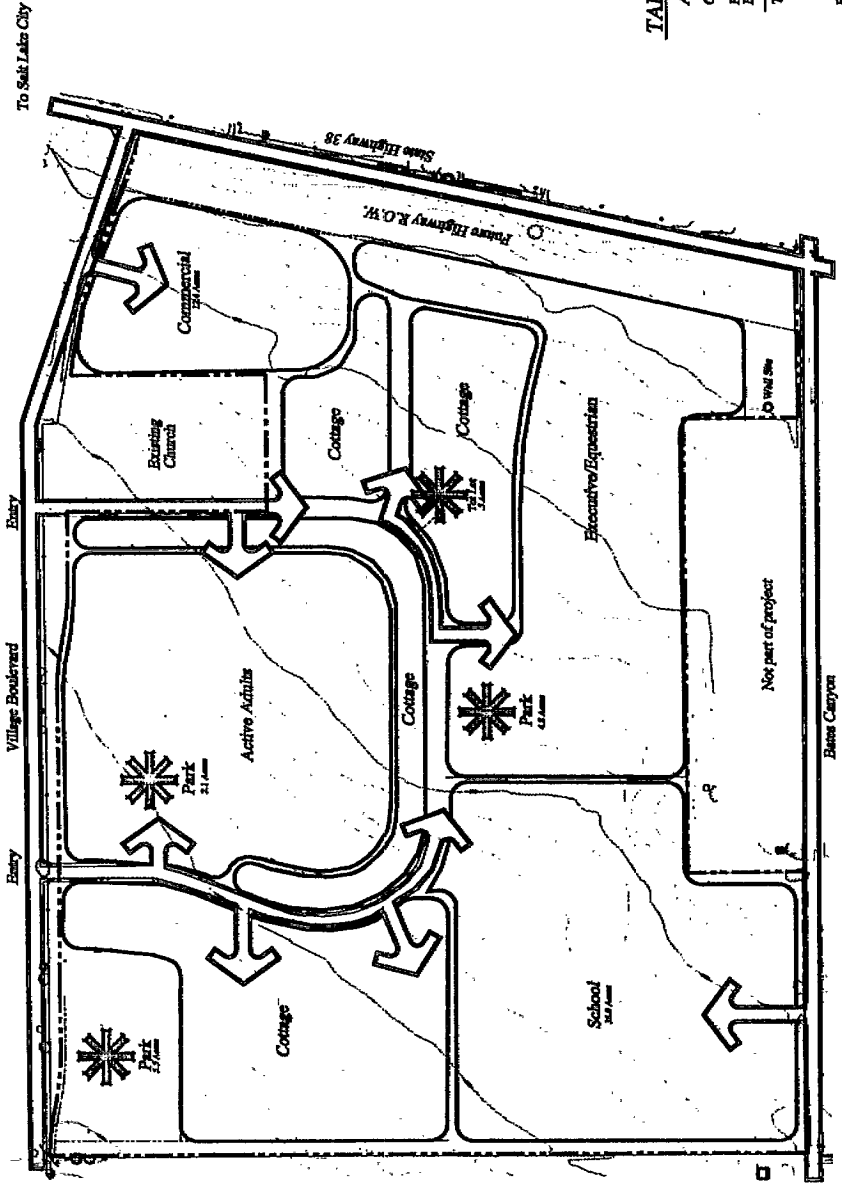 To Salt Lake City
State Highway 38
Future Highway R.O.W.
Commercial
Existing
Church
Cottage
Cottage
Executive/Equestrian
Well Site
Not part of project
Bates Canyon
Entry
Village Boulevard
Entry
Active Adults
Park
Cottage
Park
Park
Cottage
School